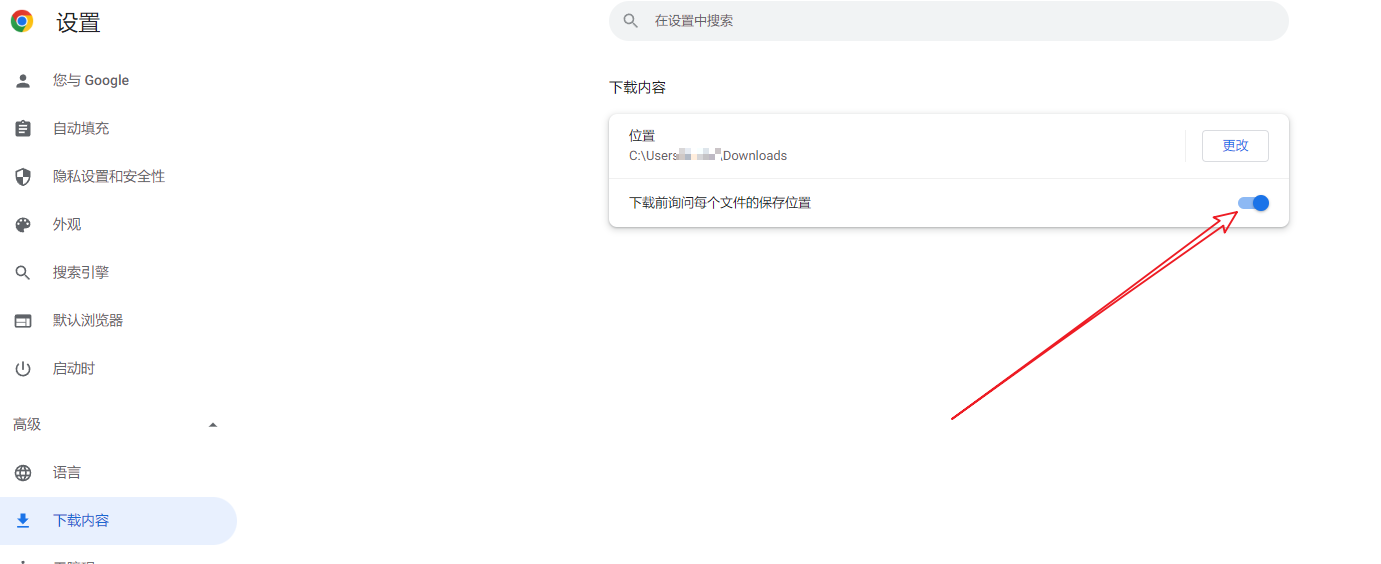 设置
在设置中搜索
您与 Google
自动填充
隐私设置和安全性
外观
搜索引擎
默认浏览器
启动时
高级
语言
下载内容
下载内容
位置
C:\Users
\Downloads
更改
下载前询问每个文件的保存位置